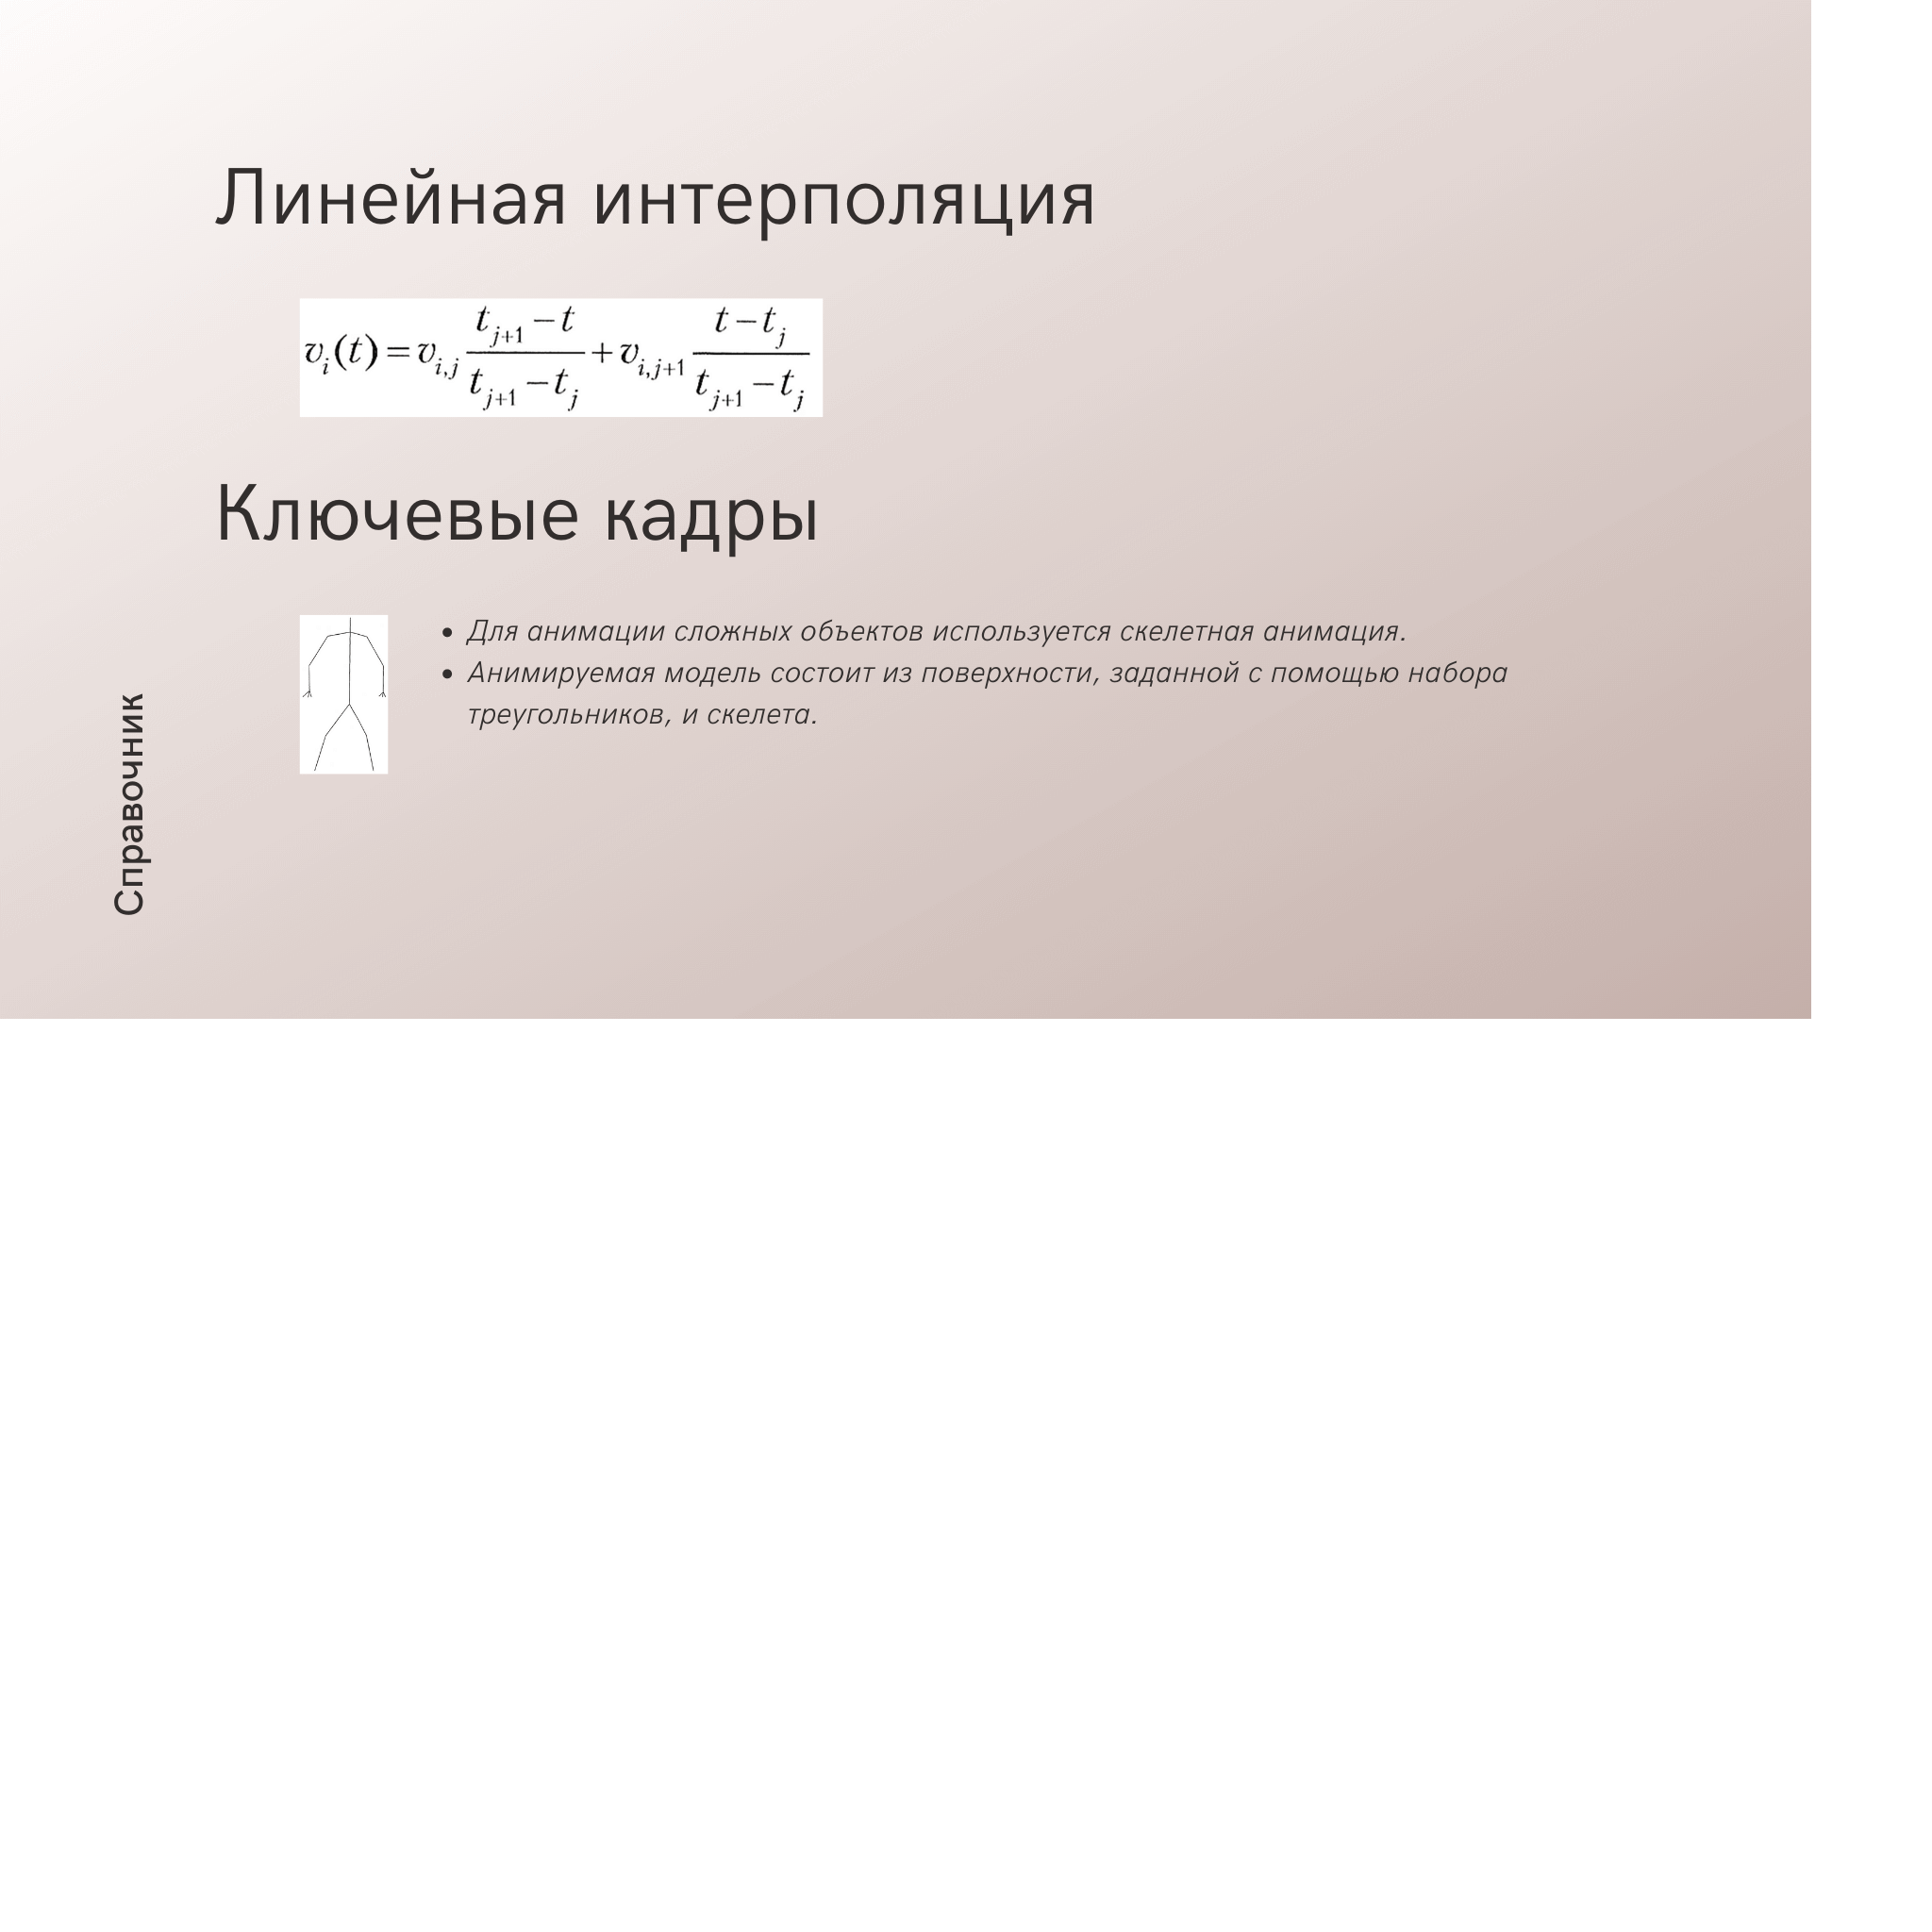 Линейная интерполяция
v_i(t) = v_{i,j} \frac{t_{j+1} - t}{t_{j+1} - t_j} + v_{i,j+1} \frac{t - t_j}{t_{j+1} - t_j}
Ключевые кадры
• Для анимации сложных объектов используется скелетная анимация.
• Анимируемая модель состоит из поверхности, заданной с помощью набора
треугольников, и скелета.
Справочник